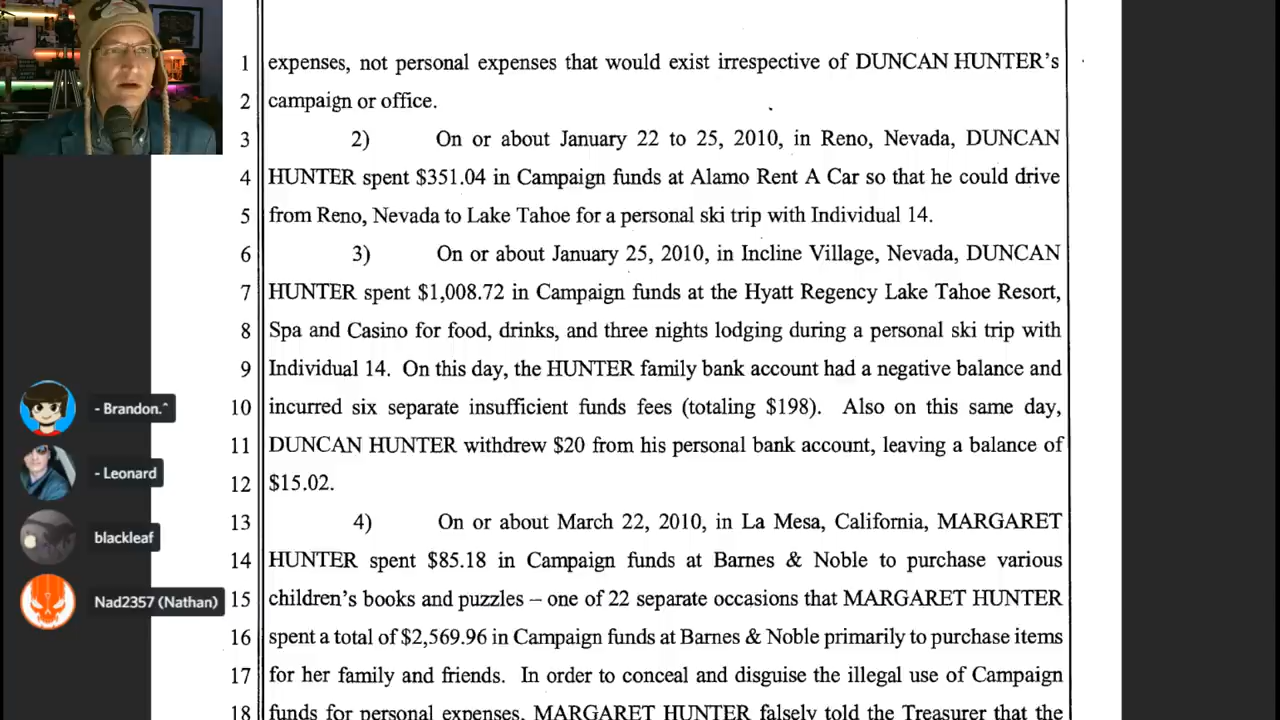 1 expenses, not personal expenses that would exist irrespective of DUNCAN HUNTER's
2 campaign or office.
3 2) On or about January 22 to 25, 2010, in Reno, Nevada, DUNCAN
4 HUNTER spent $351.04 in Campaign funds at Alamo Rent A Car so that he could drive
5 from Reno, Nevada to Lake Tahoe for a personal ski trip with Individual 14.
6 3) On or about January 25, 2010, in Incline Village, Nevada, DUNCAN
7 HUNTER spent $1,008.72 in Campaign funds at the Hyatt Regency Lake Tahoe Resort,
8 Spa and Casino for food, drinks, and three nights lodging during a personal ski trip with
9 Individual 14. On this day, the HUNTER family bank account had a negative balance and
10 incurred six separate insufficient funds fees (totaling $198). Also on this same day,
11 DUNCAN HUNTER withdrew $20 from his personal bank account, leaving a balance of
12 $15.02.
13 4) On or about March 22, 2010, in La Mesa, California, MARGARET
14 HUNTER spent $85.18 in Campaign funds at Barnes & Noble to purchase various
15 children's books and puzzles – one of 22 separate occasions that MARGARET HUNTER
16 spent a total of $2,569.96 in Campaign funds at Barnes & Noble primarily to purchase items
17 for her family and friends. In order to conceal and disguise the illegal use of Campaign
18 funds for personal expenses, MARGARET HUNTER falsely told the Treasurer that the
- Brandon.^
- Leonard
blackleaf
Nad2357 (Nathan)